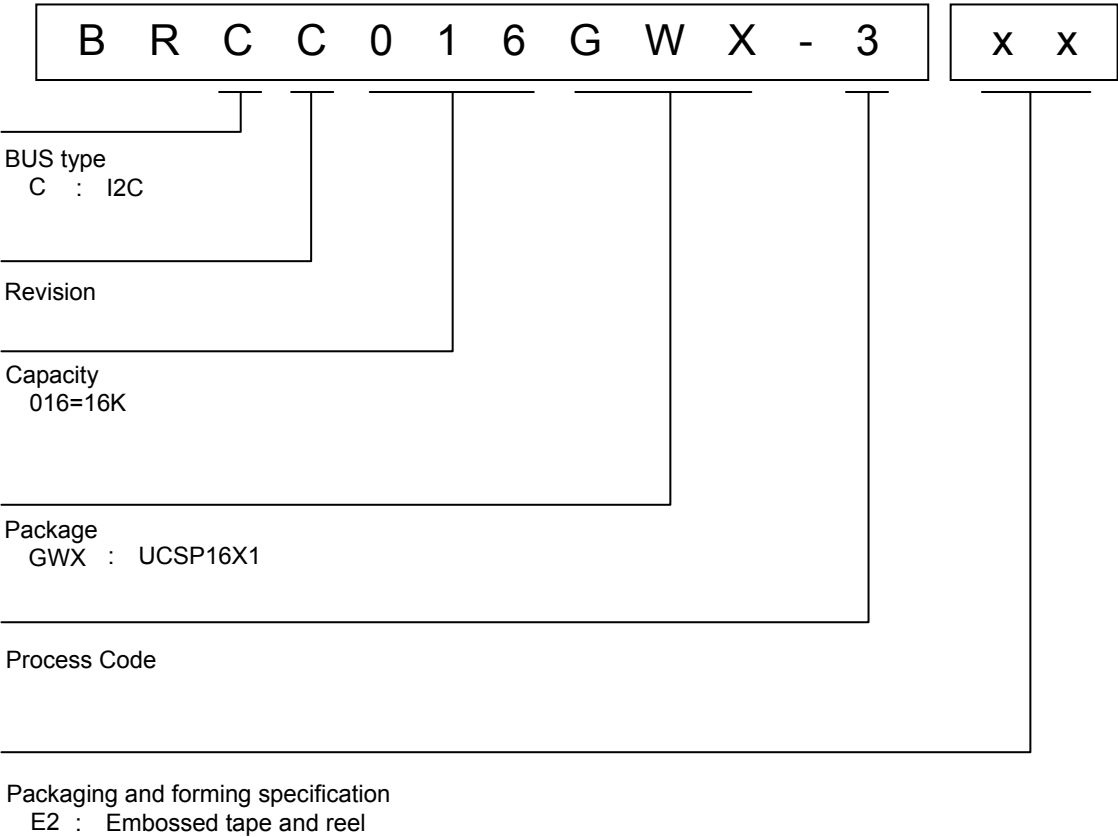 B R C C 0 1 6 G W X - 3 x x
BUS type
C : I2C
Revision
Capacity
016=16K
Package
GWX : UCSP16X1
Process Code
Packaging and forming specification
E2 : Embossed tape and reel